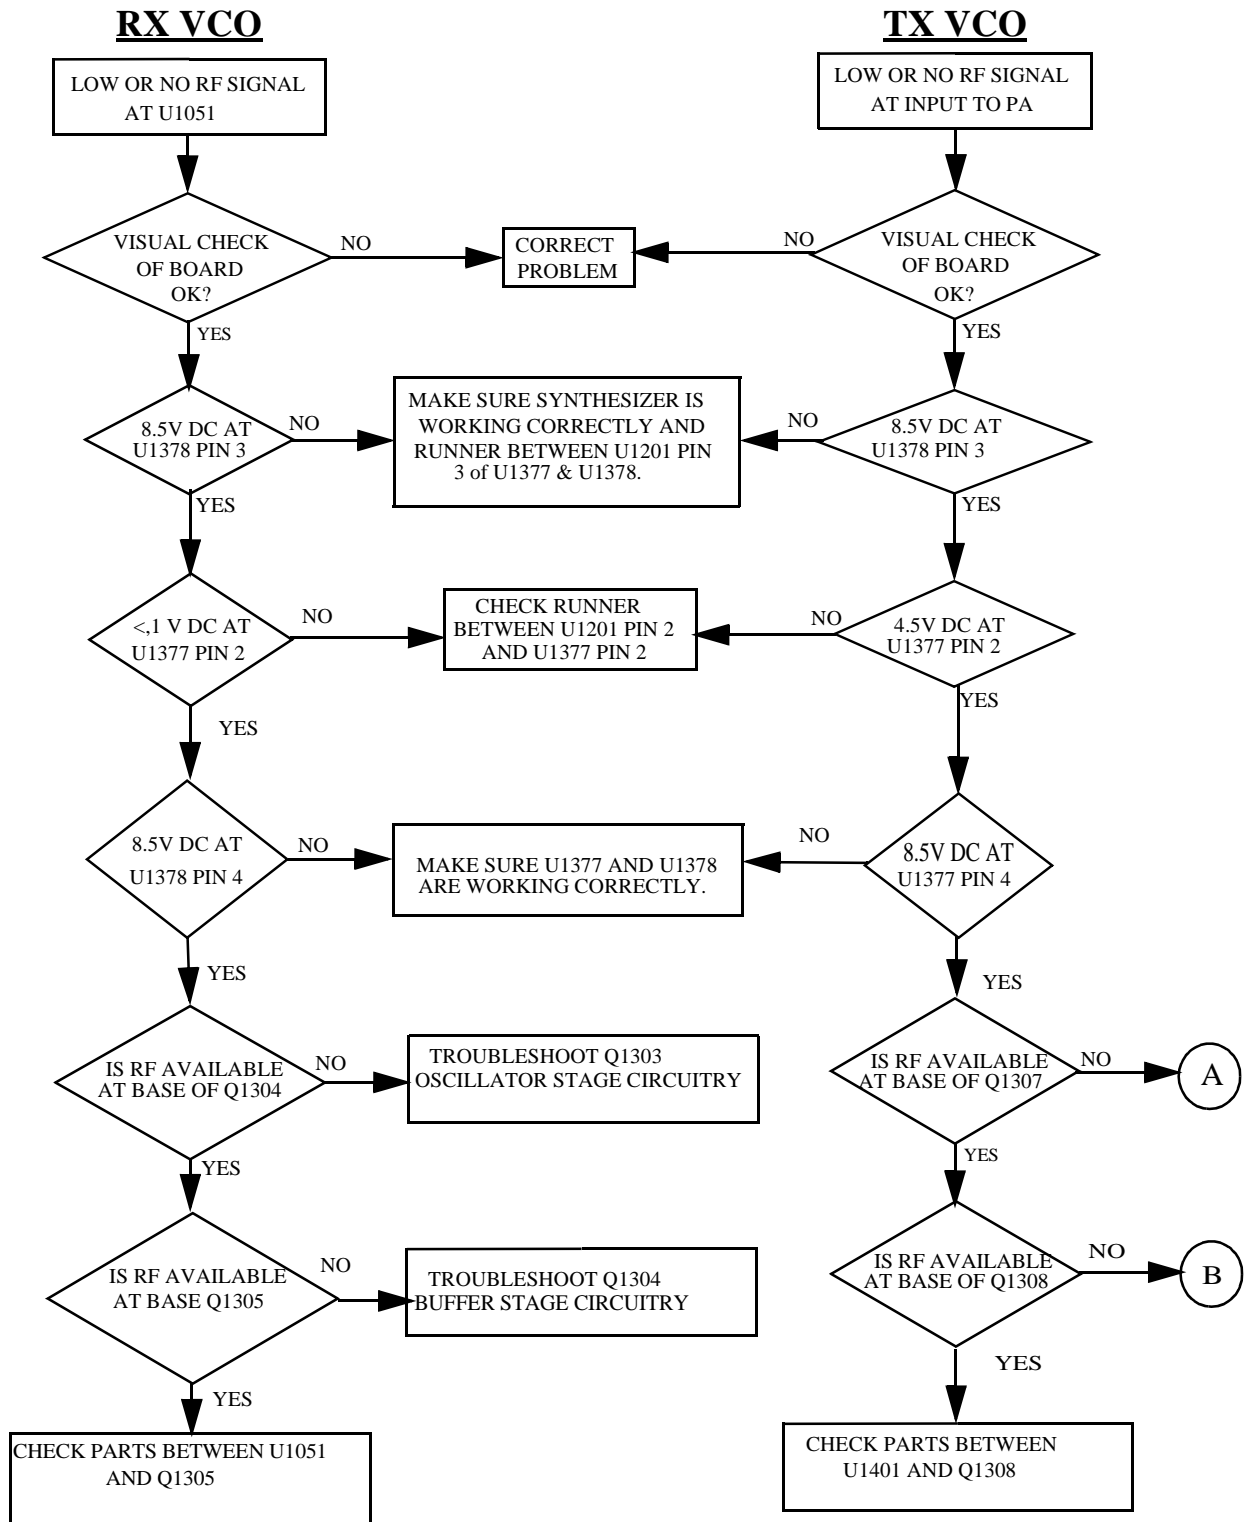 RX VCO
LOW OR NO RF SIGNAL
AT U1051
VISUAL CHECK
OF BOARD
OK?
NO
YES
8.5V DC AT
U1378 PIN 3
NO
YES
<,1 V DC AT
U1377 PIN 2
NO
YES
8.5V DC AT
U1378 PIN 4
NO
YES
IS RF AVAILABLE
AT BASE OF Q1304
NO
YES
IS RF AVAILABLE
AT BASE Q1305
NO
YES
CHECK PARTS BETWEEN U1051
AND Q1305
CORRECT
PROBLEM
MAKE SURE SYNTHESIZER IS
WORKING CORRECTLY AND
RUNNER BETWEEN U1201 PIN
3 of U1377 & U1378.
CHECK RUNNER
BETWEEN U1201 PIN 2
AND U1377 PIN 2
MAKE SURE U1377 AND U1378
ARE WORKING CORRECTLY.
TROUBLESHOOT Q1303
OSCILLATOR STAGE CIRCUITRY
TROUBLESHOOT Q1304
BUFFER STAGE CIRCUITRY
TX VCO
LOW OR NO RF SIGNAL
AT INPUT TO PA
NO
VISUAL CHECK
OF BOARD
OK?
YES
NO
8.5V DC AT
U1378 PIN 3
YES
NO
4.5V DC AT
U1377 PIN 2
YES
NO
8.5V DC AT
U1377 PIN 4
YES
IS RF AVAILABLE
AT BASE OF Q1307
NO
A
YES
IS RF AVAILABLE
AT BASE OF Q1308
NO
B
YES
CHECK PARTS BETWEEN
U1401 AND Q1308